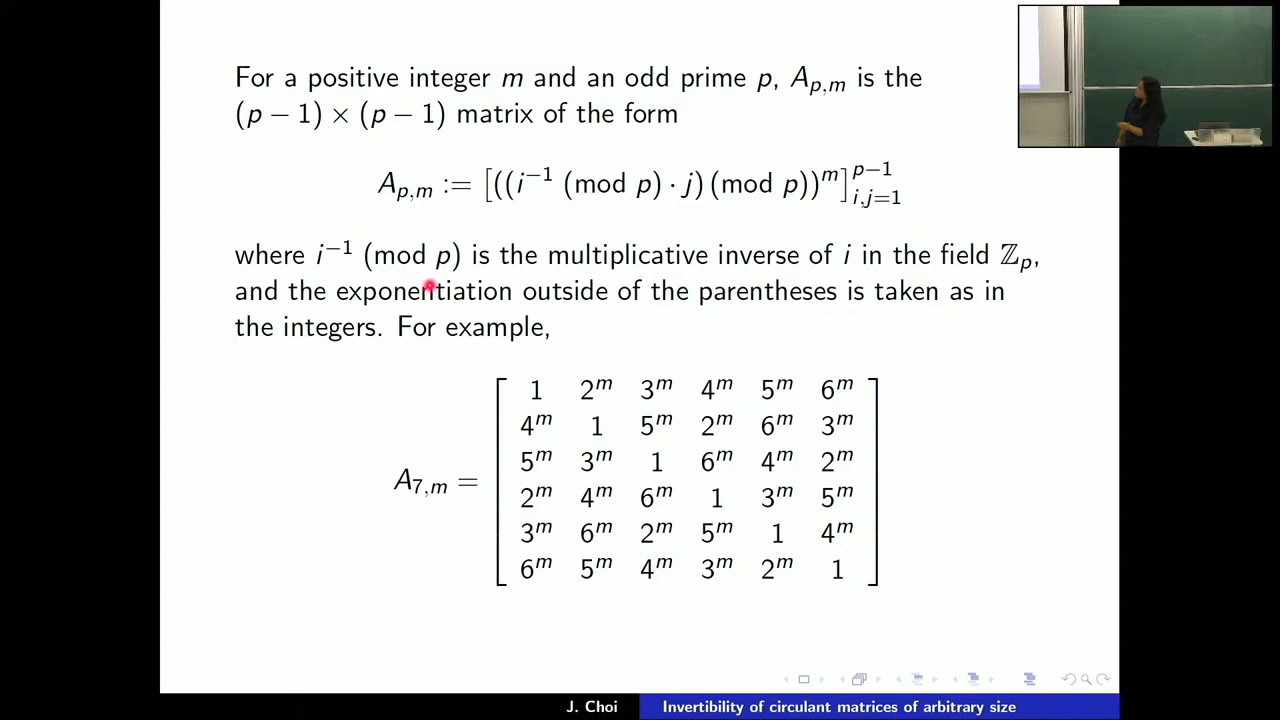 For a positive integer m and an odd prime p, A_{p,m} is the
(p − 1) × (p − 1) matrix of the form
A_{p,m} := [((i^{−1} (mod p) · j) (mod p))^m]_{i,j=1}^{p−1}
where i^{−1} (mod p) is the multiplicative inverse of i in the field ℤ_p,
and the exponentiation outside of the parentheses is taken as in
the integers. For example,
1 2^m 3^m 4^m 5^m 6^m
4^m 1 5^m 2^m 6^m 3^m
5^m 3^m 1 6^m 4^m 2^m
A_{7,m} =
2^m 4^m 6^m 1 3^m 5^m
3^m 6^m 2^m 5^m 1 4^m
6^m 5^m 4^m 3^m 2^m 1
J. Choi Invertibility of circulant matrices of arbitrary size